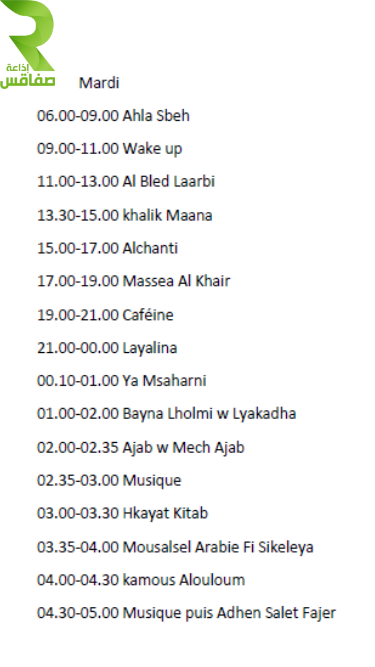 إذاعة
صفاقس
Mardi
06.00-09.00 Ahla Sbeh
09.00-11.00 Wake up
11.00-13.00 Al Bled Laarbi
13.30-15.00 khalik Maana
15.00-17.00 Alchanti
17.00-19.00 Massea Al Khair
19.00-21.00 Caféine
21.00-00.00 Layalina
00.10-01.00 Ya Msaharni
01.00-02.00 Bayna Lholmi w Lyakadha
02.00-02.35 Ajab w Mech Ajab
02.35-03.00 Musique
03.00-03.30 Hkayat Kitab
03.35-04.00 Mousalsel Arabie Fi Sikeleya
04.00-04.30 kamous Alouloum
04.30-05.00 Musique puis Adhen Salet Fajer